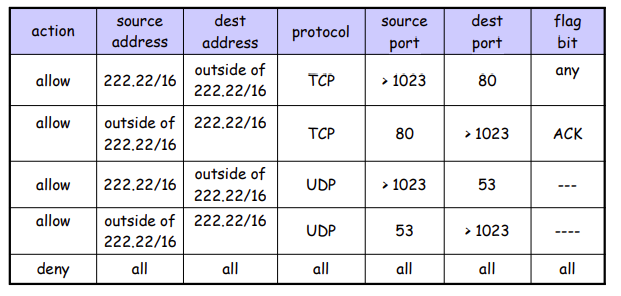 action source address dest address protocol source port dest port flag bit
allow 222.22/16 outside of 222.22/16 TCP > 1023 80 any
allow outside of 222.22/16 222.22/16 TCP 80 > 1023 ACK
allow 222.22/16 outside of 222.22/16 UDP > 1023 53 ---
allow outside of 222.22/16 222.22/16 UDP 53 > 1023 ----
deny all all all all all all